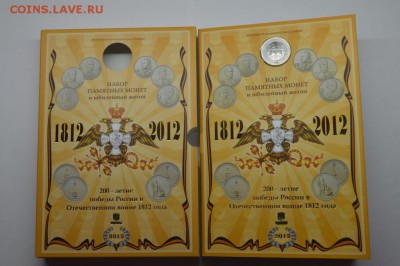 COINS.LAVE.RU
НАБОР
ПАМЯТНЫХ МОНЕТ
и юбилейный жетон
1812 2012
200 - летие
победы России в
Отечественной войне 1812 года
2012
НАБОР
ПАМЯТНЫХ МОНЕТ
и юбилейный жетон
1812 2012
200 - летие
победы России в
Отечественной войне 1812 года
2012